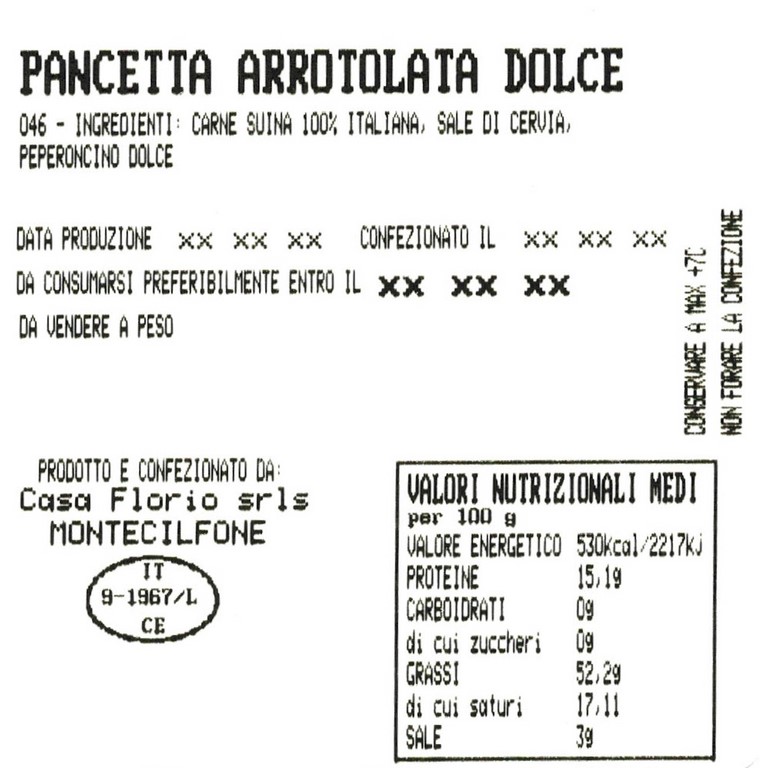 PANCETTA ARROTOLATA DOLCE
046 - INGREDIENTI: CARNE SUINA 100% ITALIANA, SALE DI CERVIA,
PEPERONCINO DOLCE
DATA PRODUZIONE xx xx xx CONFEZIONATO IL xx xx xx
DA CONSUMARSI PREFERIBILMENTE ENTRO IL xx xx xx
DA VENDERE A PESO
CONSERVARE A MAX +7C
NON FORARE LA CONFEZIONE
PRODOTTO E CONFEZIONATO DA:
Casa Florio srls
MONTECILFONE
IT
9-1967/L
CE
VALORI NUTRIZIONALI MEDI
per 100 g
VALORE ENERGETICO 530kcal/2217kJ
PROTEINE 15,1g
CARBOIDRATI 0g
di cui zuccheri 0g
GRASSI 52,2g
di cui saturi 17,11
SALE 3g